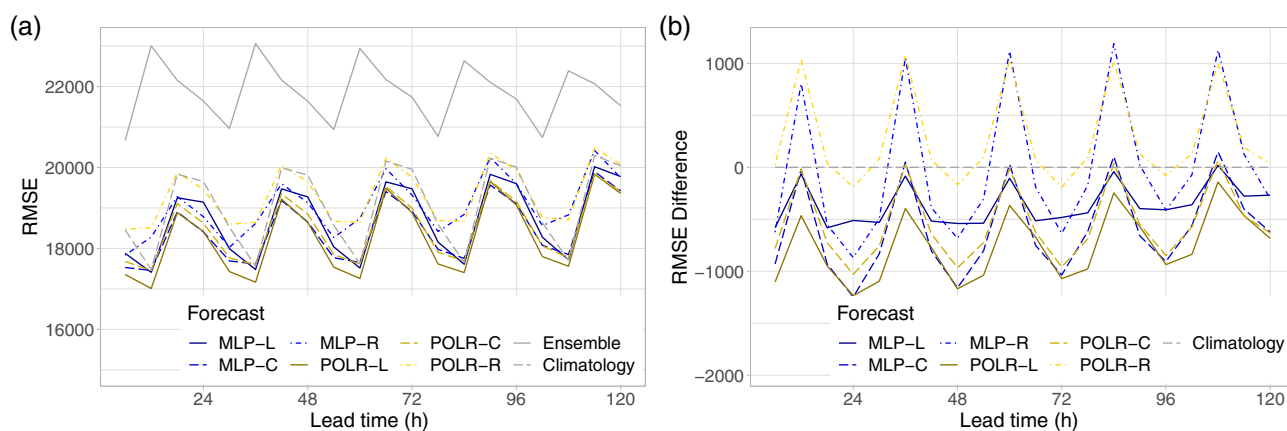 (a)
RMSE
22000
20000
18000
16000
Forecast
MLP−L MLP−R POLR−C Ensemble
MLP−C POLR−L POLR−R Climatology
24 48 72 96 120
Lead time (h)
(b)
RMSE Difference
1000
0
−1000
−2000
Forecast
MLP−L MLP−R POLR−C Climatology
MLP−C POLR−L POLR−R
24 48 72 96 120
Lead time (h)